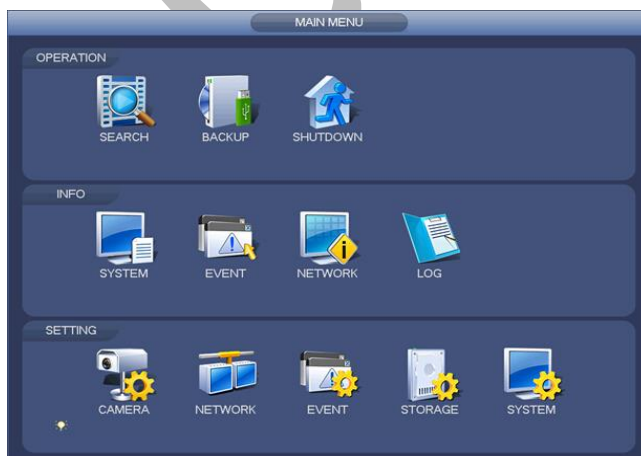 MAIN MENU
OPERATION
SEARCH BACKUP SHUTDOWN
INFO
SYSTEM EVENT NETWORK LOG
SETTING
CAMERA NETWORK EVENT STORAGE SYSTEM